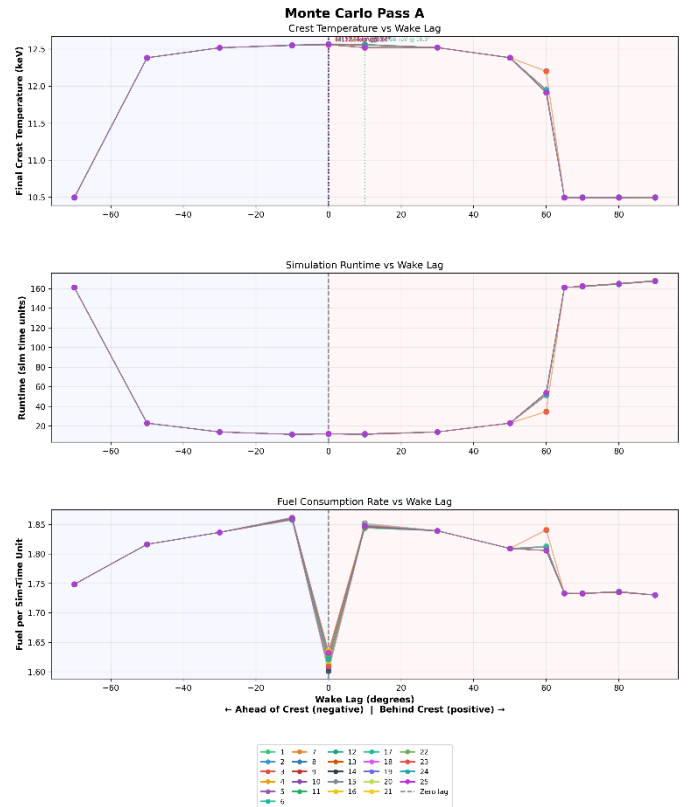 Monte Carlo Pass A
Crest Temperature vs Wake Lag
Final Crest Temperature (keV)
12.5
12.0
11.5
11.0
10.5
−60 −40 −20 0 20 40 60 80
Simulation Runtime vs Wake Lag
Runtime (sim time units)
160
140
120
100
80
60
40
20
−60 −40 −20 0 20 40 60 80
Fuel Consumption Rate vs Wake Lag
Fuel per Sim-Time Unit
1.85
1.80
1.75
1.70
1.65
1.60
−60 −40 −20 0 20 40 60 80
Wake Lag (degrees)
← Ahead of Crest (negative) | Behind Crest (positive) →
1 7 12 17 22
2 8 13 18 23
3 9 14 19 24
4 10 15 20 25
5 11 16 21 Zero lag
6